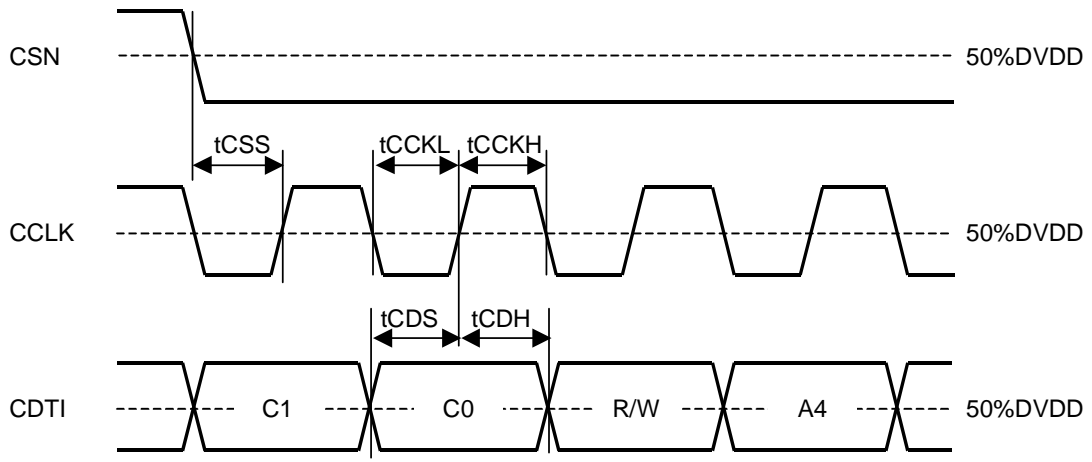 CSN 50%DVDD
tCSS tCCKL tCCKH
CCLK 50%DVDD
tCDS tCDH
CDTI C1 C0 R/W A4 50%DVDD